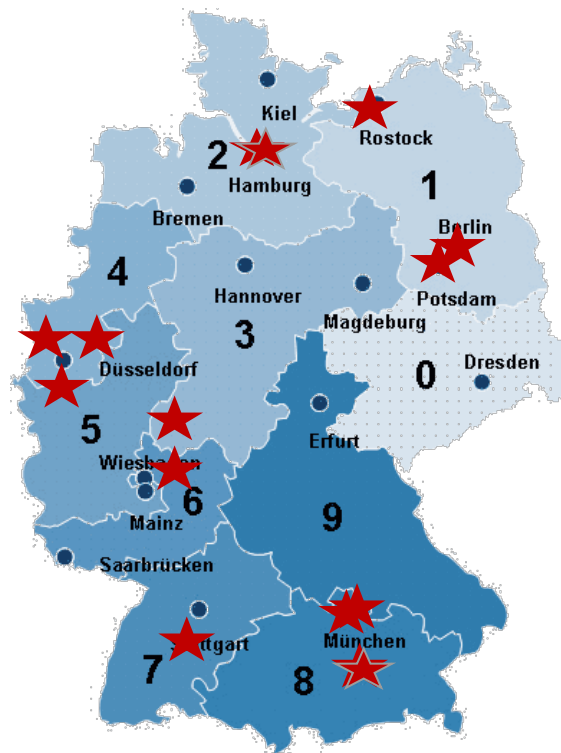 Kiel
Rostock
2
Hamburg
1
Bremen
Berlin
4
Hannover
Potsdam
3
Magdeburg
Düsseldorf
Dresden
0
5
Erfurt
6
9
Mainz
Saarbrücken
München
7
8